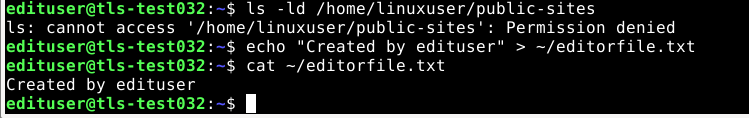 edituser@tls-test032:~$ ls -ld /home/linuxuser/public-sites
ls: cannot access '/home/linuxuser/public-sites': Permission denied
edituser@tls-test032:~$ echo "Created by edituser" > ~/editorfile.txt
edituser@tls-test032:~$ cat ~/editorfile.txt
Created by edituser
edituser@tls-test032:~$